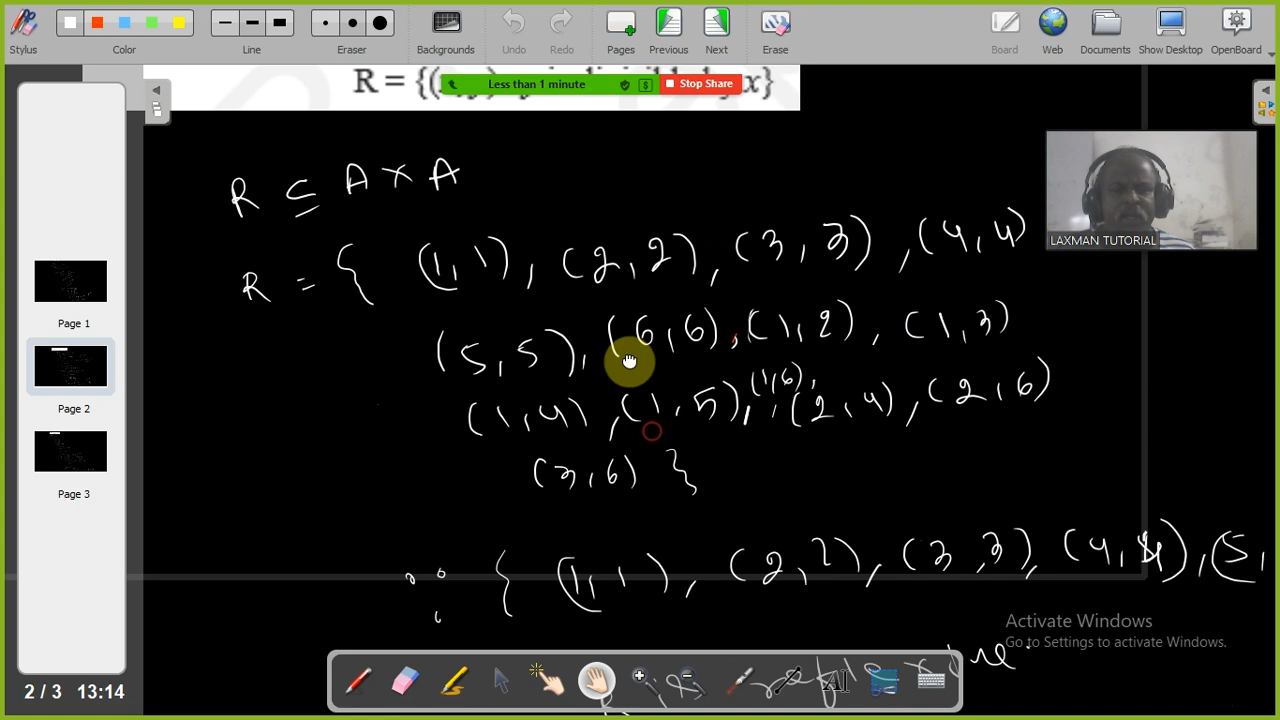 Stylus Color Line Eraser Backgrounds Undo Redo Pages Previous Next Erase Board Web Documents Show Desktop OpenBoard
Less than 1 minute Stop Share
R = {( x}
LAXMAN TUTORIAL
R ⊆ A × A
R = { (1, 1), (2, 2), (3, 3), (4, 4)
(5, 5), (6, 6), (1, 2), (1, 3)
(1, 4), (1, 5), (1, 6), (2, 4), (2, 6)
(3, 6) }
∵ { (1, 1), (2, 2), (3, 3), (4, 4), (5,
Page 1
Page 2
Page 3
Activate Windows
Go to Settings to activate Windows.
2 / 3 13:14